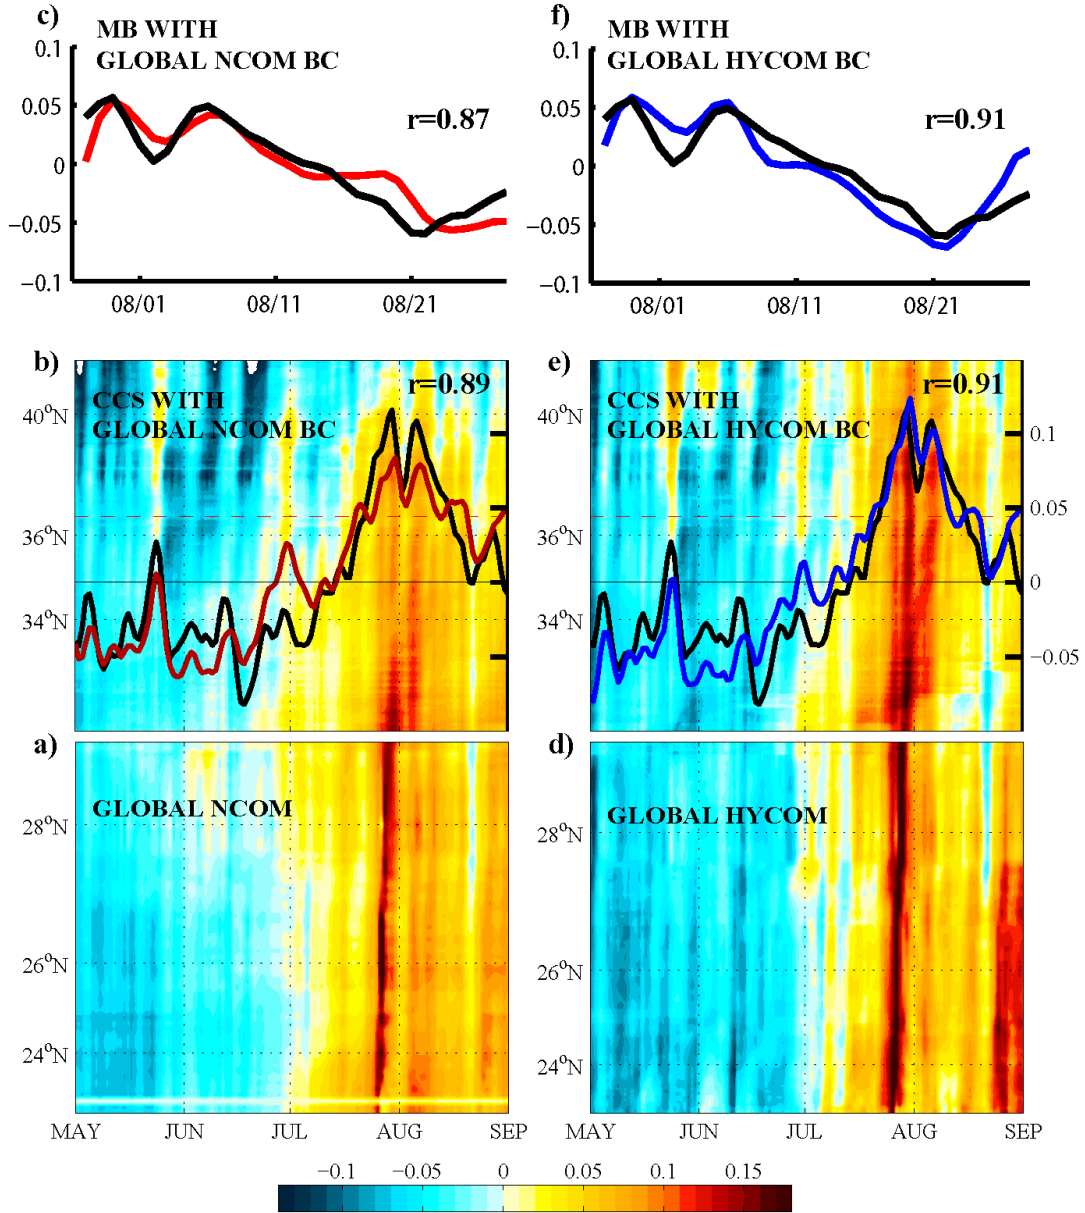 c)
MB WITH
GLOBAL NCOM BC
r=0.87
0.1
0.05
0
−0.05
−0.1
08/01
08/11
08/21
f)
MB WITH
GLOBAL HYCOM BC
r=0.91
0.1
0.05
0
−0.05
−0.1
08/01
08/11
08/21
b)
r=0.89
CCS WITH
GLOBAL NCOM BC
40°N
36°N
34°N
e)
r=0.91
CCS WITH
GLOBAL HYCOM BC
40°N
36°N
34°N
0.1
0.05
0
−0.05
a)
GLOBAL NCOM
28°N
26°N
24°N
MAY
JUN
JUL
AUG
SEP
d)
GLOBAL HYCOM
28°N
26°N
24°N
MAY
JUN
JUL
AUG
SEP
−0.1
−0.05
0
0.05
0.1
0.15